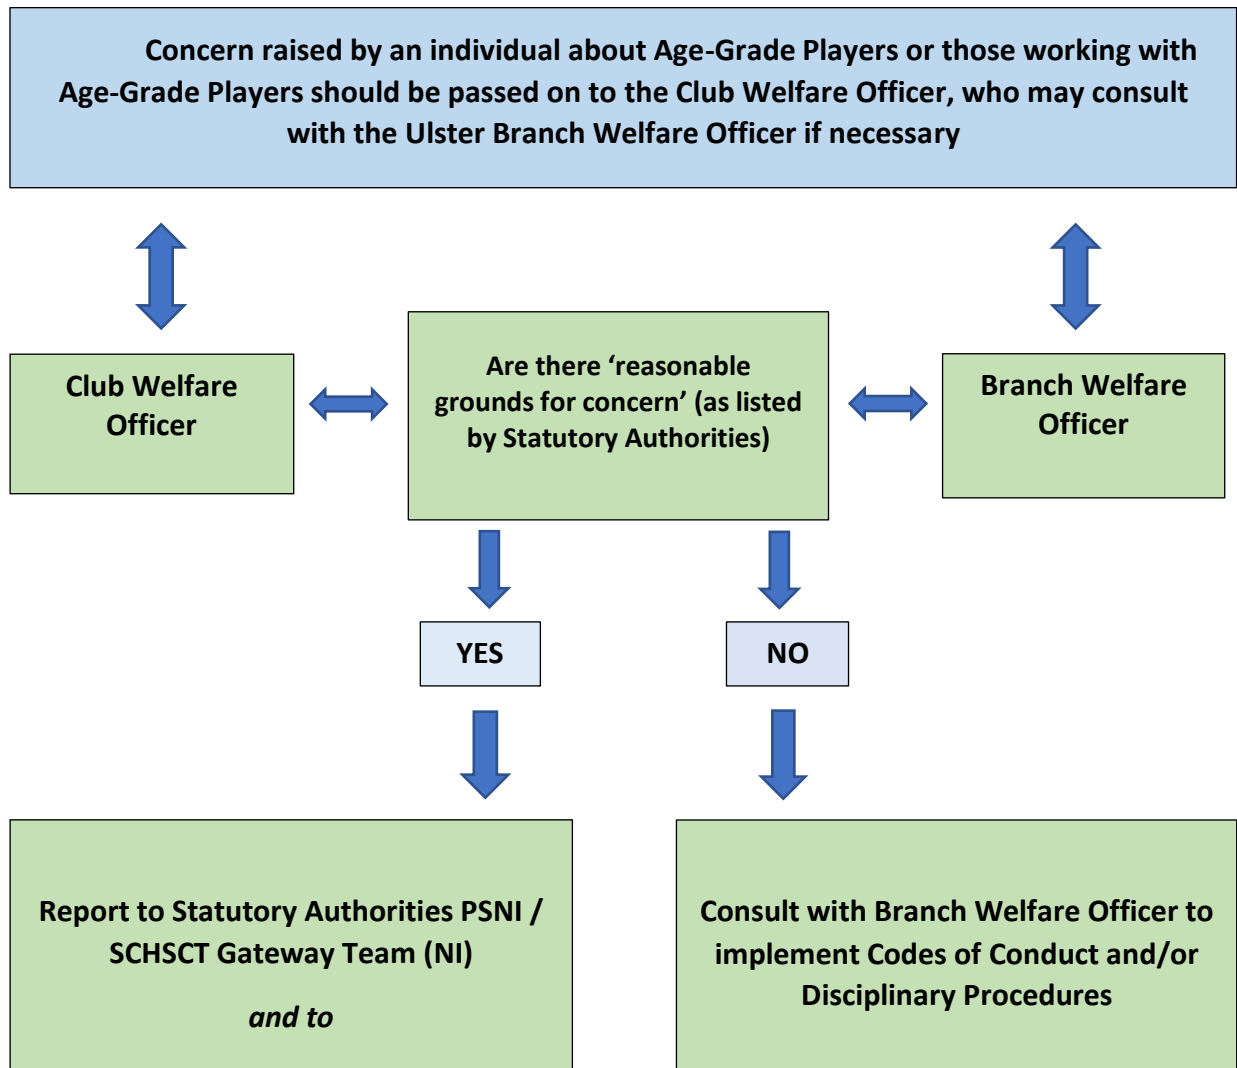 Concern raised by an individual about Age-Grade Players or those working with
Age-Grade Players should be passed on to the Club Welfare Officer, who may consult
with the Ulster Branch Welfare Officer if necessary
Club Welfare
Officer
Are there ‘reasonable
grounds for concern’ (as listed
by Statutory Authorities)
Branch Welfare
Officer
YES
NO
Report to Statutory Authorities PSNI /
SCHSCT Gateway Team (NI)
and to
Consult with Branch Welfare Officer to
implement Codes of Conduct and/or
Disciplinary Procedures